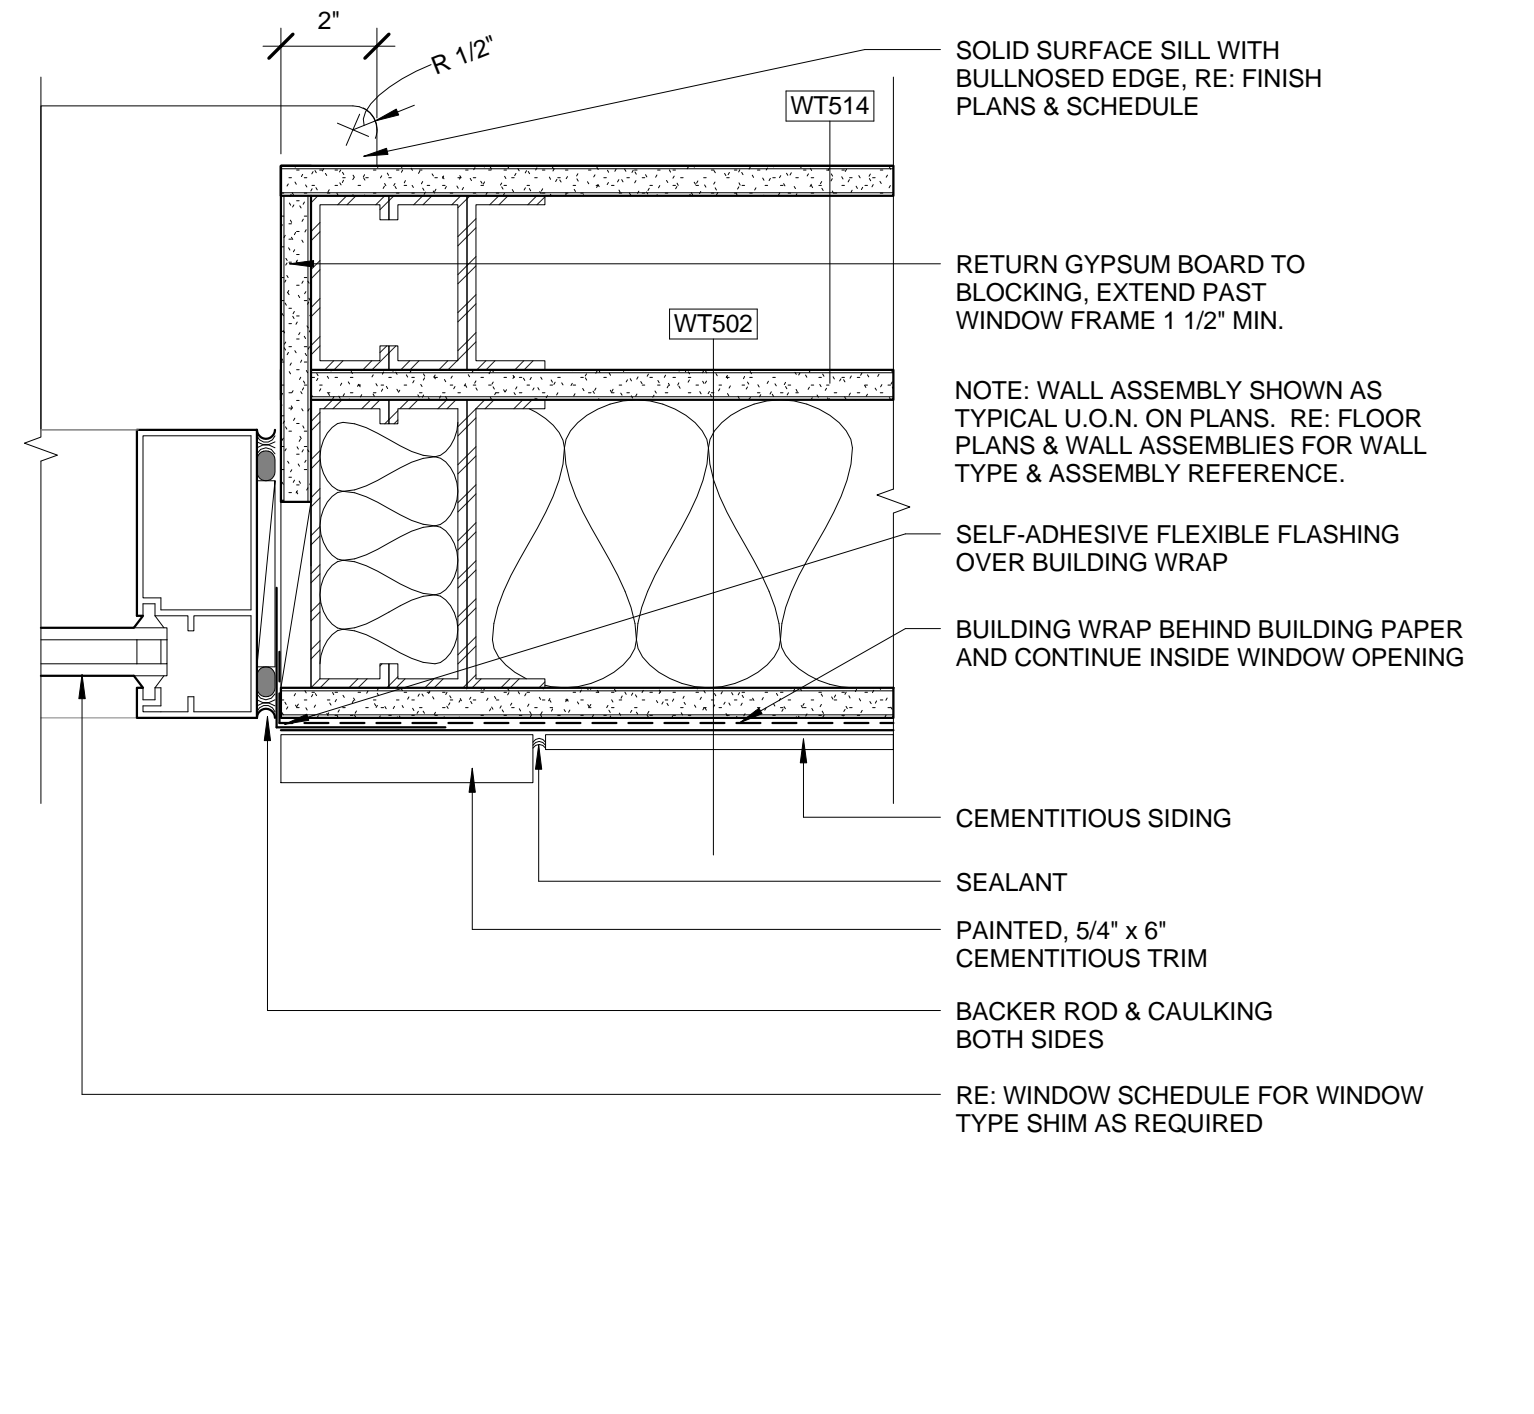 2"
R 1/2"
SOLID SURFACE SILL WITH
BULLNOSED EDGE, RE: FINISH
PLANS & SCHEDULE
WT514
RETURN GYPSUM BOARD TO
BLOCKING, EXTEND PAST
WINDOW FRAME 1 1/2" MIN.
WT502
NOTE: WALL ASSEMBLY SHOWN AS
TYPICAL U.O.N. ON PLANS. RE: FLOOR
PLANS & WALL ASSEMBLIES FOR WALL
TYPE & ASSEMBLY REFERENCE.
SELF-ADHESIVE FLEXIBLE FLASHING
OVER BUILDING WRAP
BUILDING WRAP BEHIND BUILDING PAPER
AND CONTINUE INSIDE WINDOW OPENING
CEMENTITIOUS SIDING
SEALANT
PAINTED, 5/4" x 6"
CEMENTITIOUS TRIM
BACKER ROD & CAULKING
BOTH SIDES
RE: WINDOW SCHEDULE FOR WINDOW
TYPE SHIM AS REQUIRED